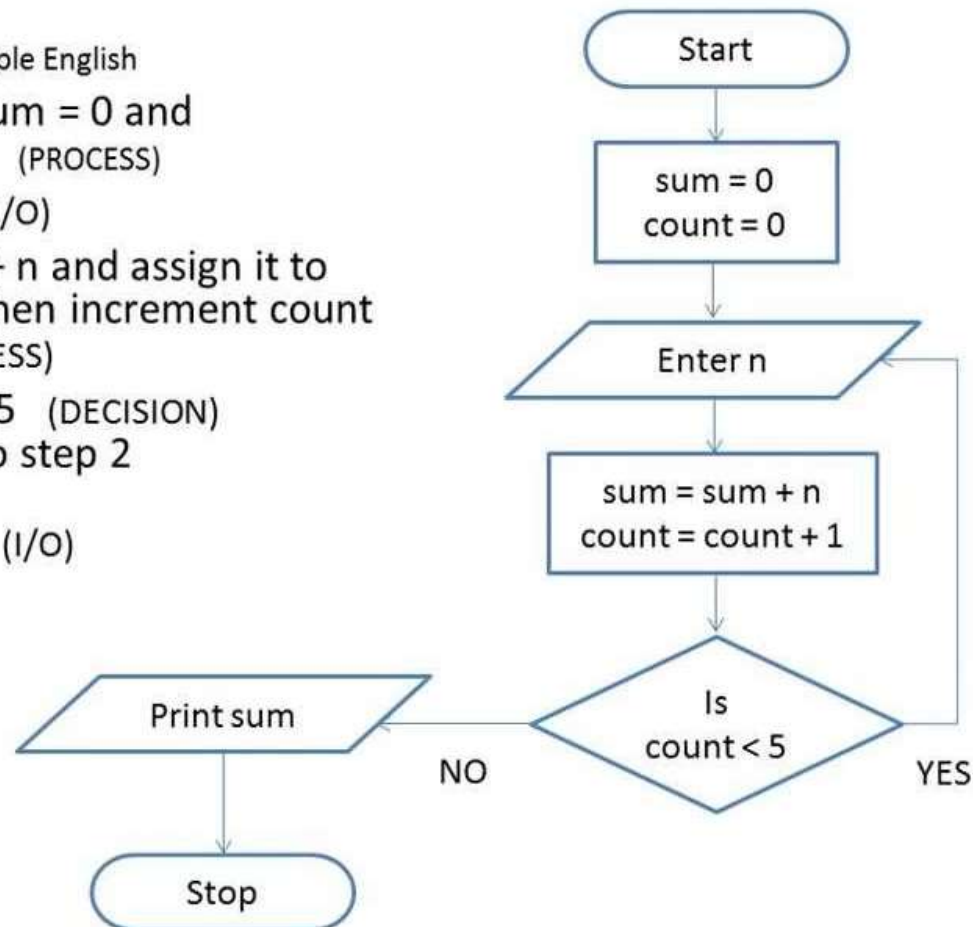 ple English
um = 0 and
(PROCESS)
/O)
n and assign it to
hen increment count
ESS)
5 (DECISION)
o step 2
(I/O)
Start
sum = 0
count = 0
Enter n
sum = sum + n
count = count + 1
Is
count < 5
YES
NO
Print sum
Stop